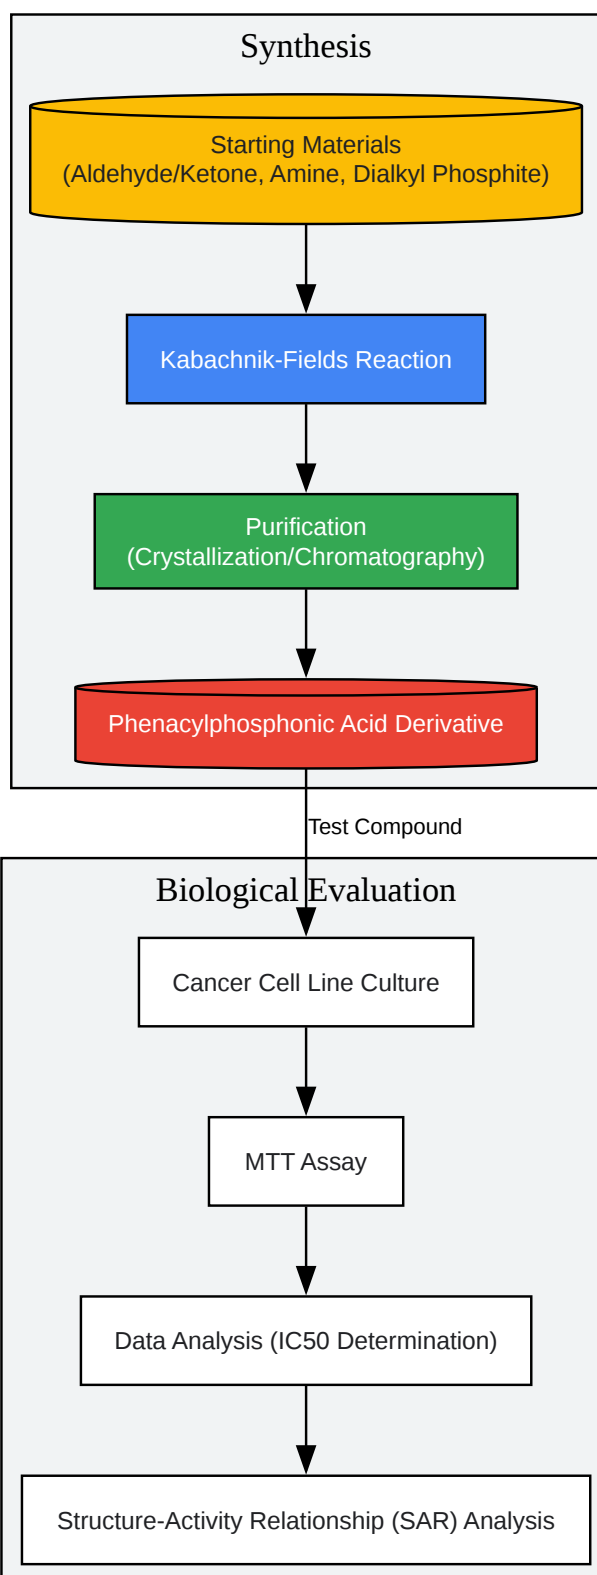 Synthesis
Starting Materials
(Aldehyde/Ketone, Amine, Dialkyl Phosphite)
Kabachnik-Fields Reaction
Purification
(Crystallization/Chromatography)
Phenacylphosphonic Acid Derivative
Test Compound
Biological Evaluation
Cancer Cell Line Culture
MTT Assay
Data Analysis (IC50 Determination)
Structure-Activity Relationship (SAR) Analysis